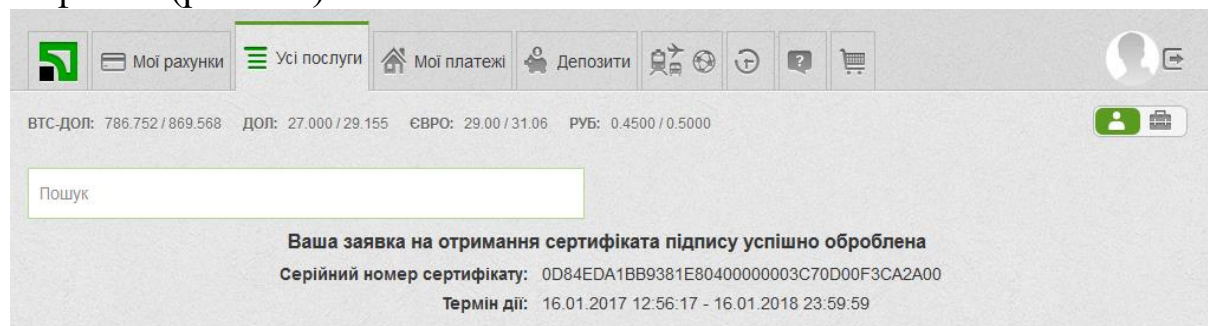 Мої рахунки Усі послуги Мої платежі Депозити
ВТС-ДОЛ: 786.752 / 869.568 ДОЛ: 27.000 / 29.155 ЄВРО: 29.00 / 31.06 РУБ: 0.4500 / 0.5000
Пошук
Ваша заявка на отримання сертифіката підпису успішно оброблена
Серійний номер сертифікату: 0D84EDA1BB9381E80400000003C70D00F3CA2A00
Термін дії: 16.01.2017 12:56:17 - 16.01.2018 23:59:59